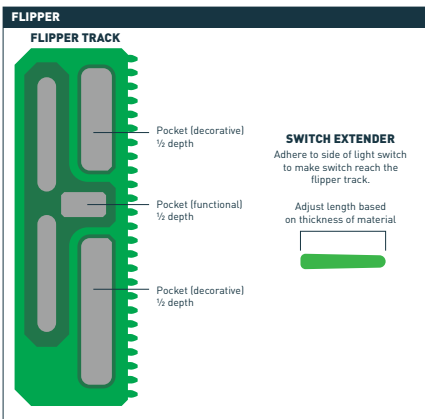 FLIPPER
FLIPPER TRACK
Pocket (decorative)
½ depth
Pocket (functional)
½ depth
Pocket (decorative)
½ depth
SWITCH EXTENDER
Adhere to side of light switch
to make switch reach the
flipper track.
Adjust length based
on thickness of material